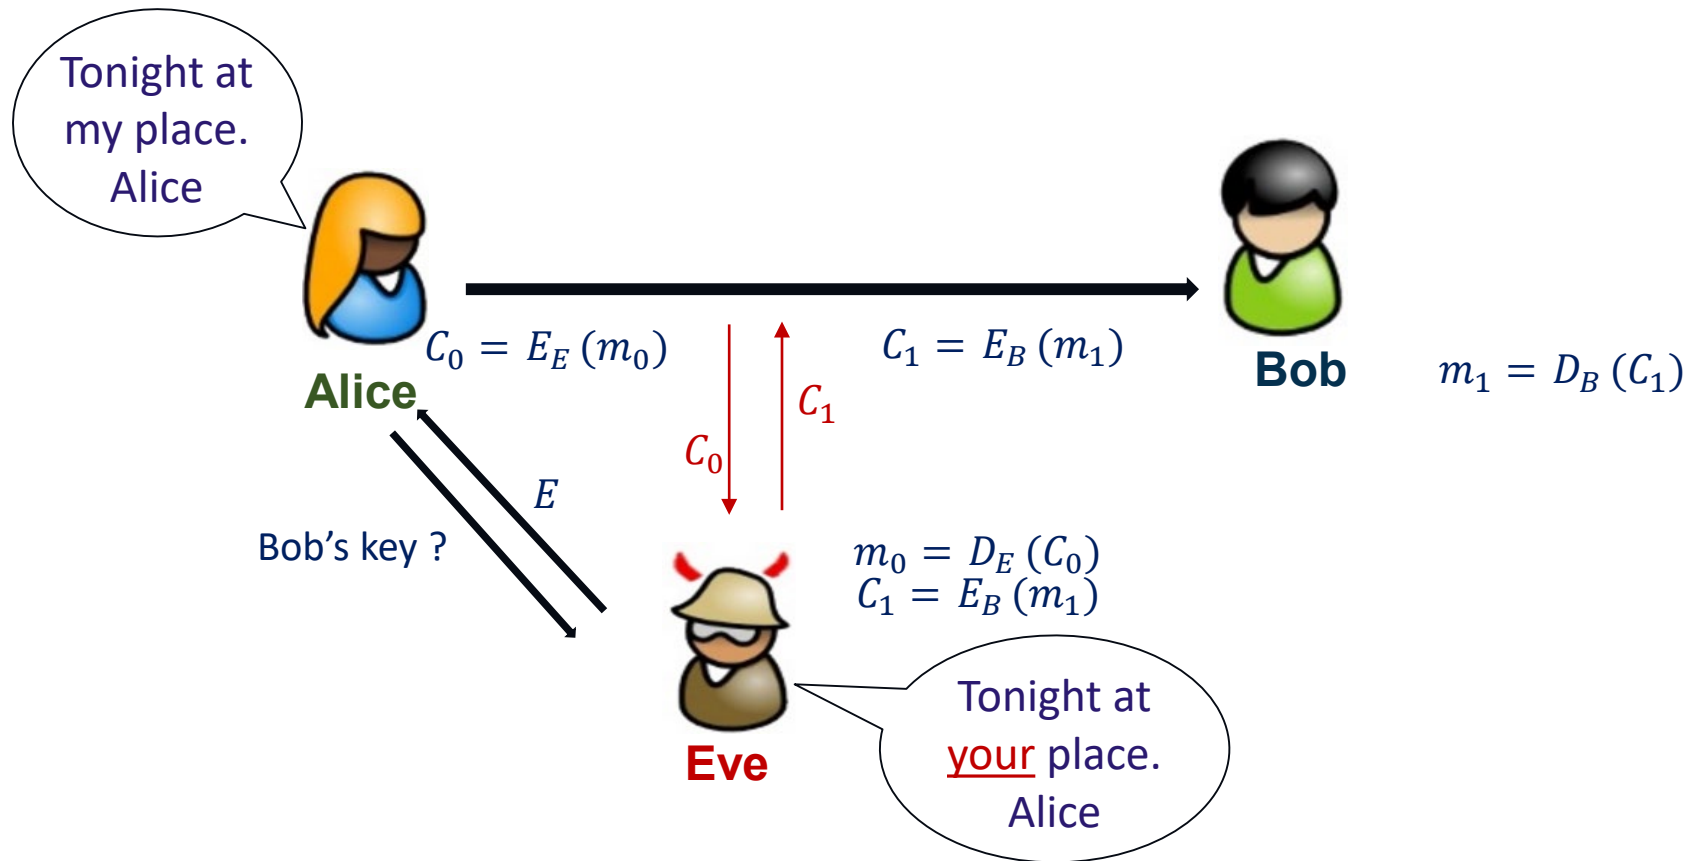 Tonight at
my place.
Alice
C₀ = E_E (m₀)
C₁ = E_B (m₁)
Alice
Bob
m₁ = D_B (C₁)
C₁
C₀
E
Bob's key ?
m₀ = D_E (C₀)
C₁ = E_B (m₁)
Eve
Tonight at
your place.
Alice